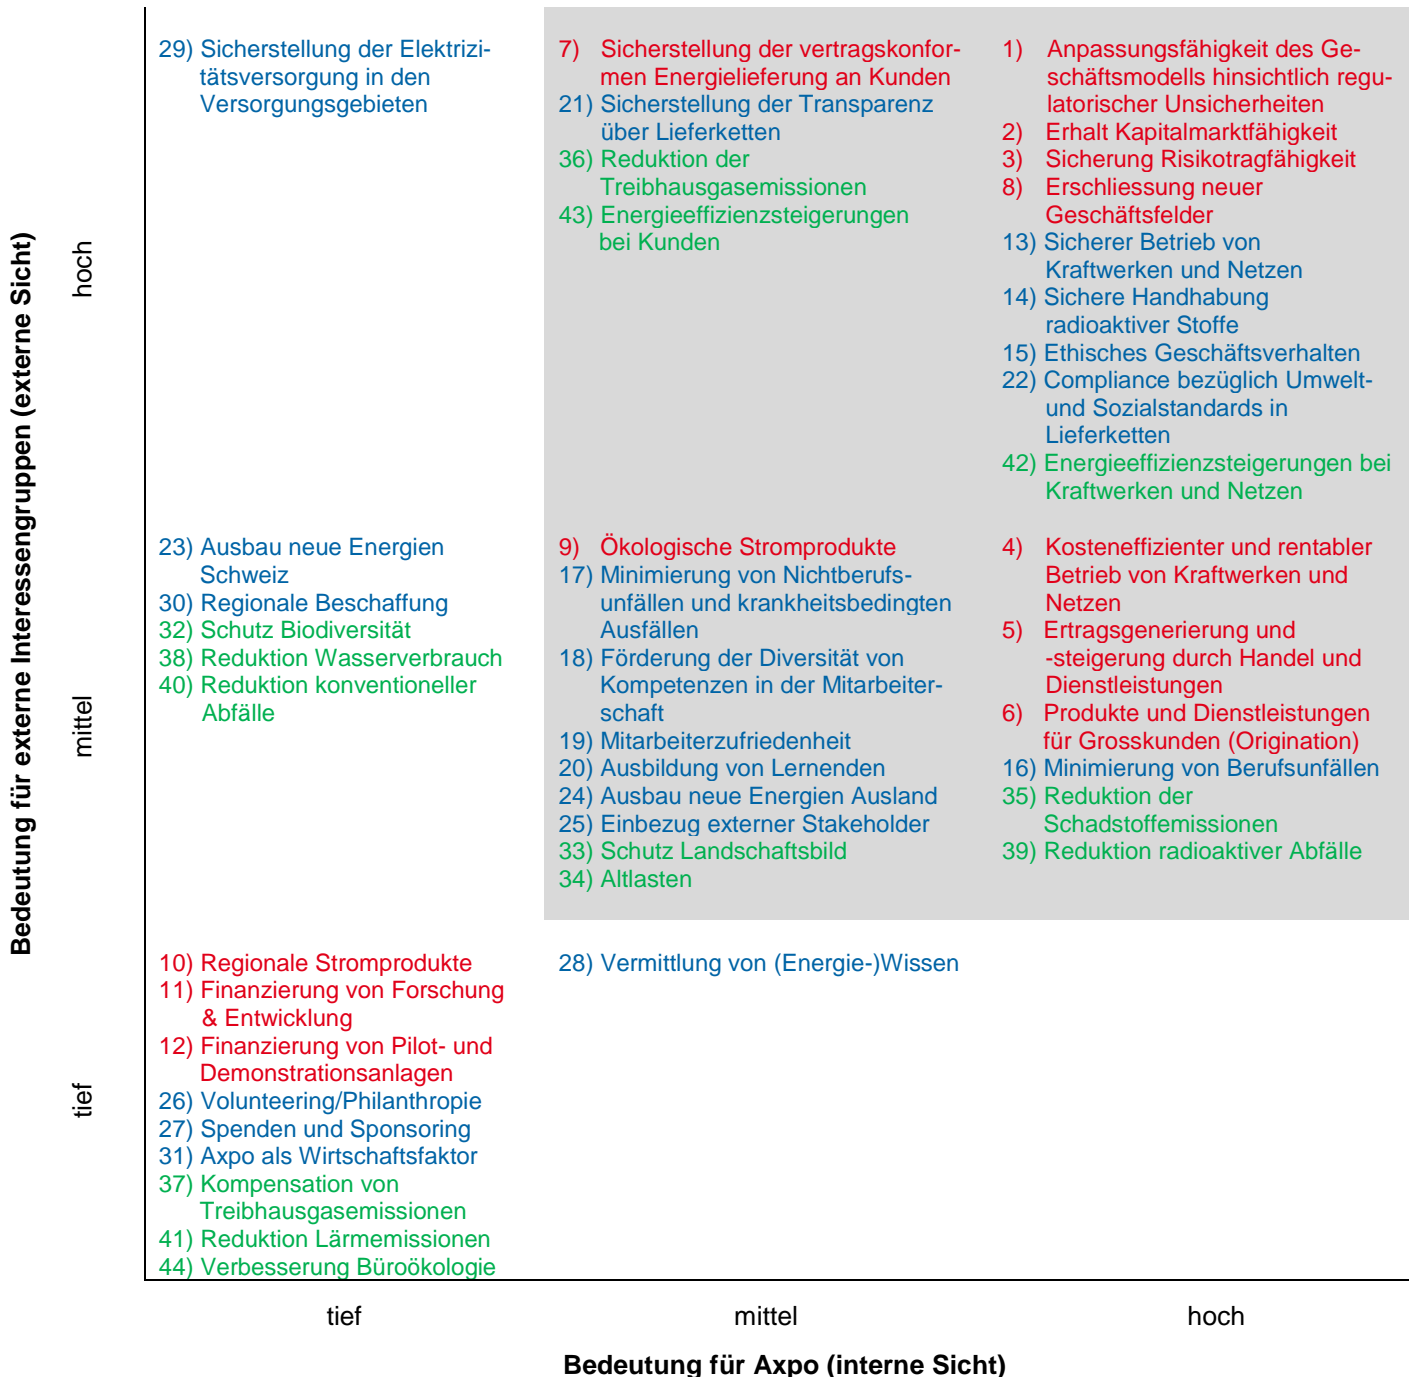 Bedeutung für externe Interessengruppen (externe Sicht)
hoch
29) Sicherstellung der Elektrizi-
tätsversorgung in den
Versorgungsgebieten
7) Sicherstellung der vertragskonfor-
men Energielieferung an Kunden
21) Sicherstellung der Transparenz
über Lieferketten
36) Reduktion der
Treibhausgasemissionen
43) Energieeffizienzsteigerungen
bei Kunden
1) Anpassungsfähigkeit des Ge-
schäftsmodells hinsichtlich regu-
latorischer Unsicherheiten
2) Erhalt Kapitalmarktfähigkeit
3) Sicherung Risikotragfähigkeit
8) Erschliessung neuer
Geschäftsfelder
13) Sicherer Betrieb von
Kraftwerken und Netzen
14) Sichere Handhabung
radioaktiver Stoffe
15) Ethisches Geschäftsverhalten
22) Compliance bezüglich Umwelt-
und Sozialstandards in
Lieferketten
42) Energieeffizienzsteigerungen bei
Kraftwerken und Netzen
mittel
23) Ausbau neue Energien
Schweiz
30) Regionale Beschaffung
32) Schutz Biodiversität
38) Reduktion Wasserverbrauch
40) Reduktion konventioneller
Abfälle
9) Ökologische Stromprodukte
17) Minimierung von Nichtberufs-
unfällen und krankheitsbedingten
Ausfällen
18) Förderung der Diversität von
Kompetenzen in der Mitarbeiter-
schaft
19) Mitarbeiterzufriedenheit
20) Ausbildung von Lernenden
24) Ausbau neue Energien Ausland
25) Einbezug externer Stakeholder
33) Schutz Landschaftsbild
34) Altlasten
4) Kosteneffizienter und rentabler
Betrieb von Kraftwerken und
Netzen
5) Ertragsgenerierung und
-steigerung durch Handel und
Dienstleistungen
6) Produkte und Dienstleistungen
für Grosskunden (Origination)
16) Minimierung von Berufsunfällen
35) Reduktion der
Schadstoffemissionen
39) Reduktion radioaktiver Abfälle
tief
10) Regionale Stromprodukte
11) Finanzierung von Forschung
& Entwicklung
12) Finanzierung von Pilot- und
Demonstrationsanlagen
26) Volunteering/Philanthropie
27) Spenden und Sponsoring
31) Axpo als Wirtschaftsfaktor
37) Kompensation von
Treibhausgasemissionen
41) Reduktion Lärmemissionen
44) Verbesserung Büroökologie
28) Vermittlung von (Energie-)Wissen
tief
mittel
hoch
Bedeutung für Axpo (interne Sicht)